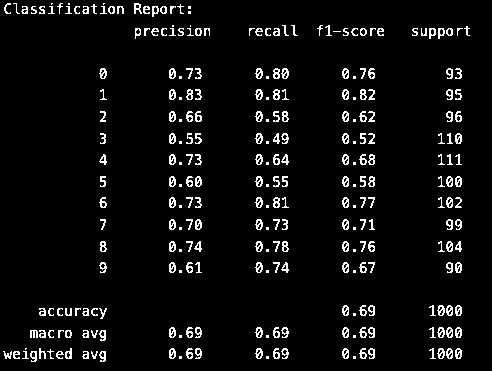 Classification Report:
precision recall f1-score support
0 0.73 0.80 0.76 93
1 0.83 0.81 0.82 95
2 0.66 0.58 0.62 96
3 0.55 0.49 0.52 110
4 0.73 0.64 0.68 111
5 0.60 0.55 0.58 100
6 0.73 0.81 0.77 102
7 0.70 0.73 0.71 99
8 0.74 0.78 0.76 104
9 0.61 0.74 0.67 90
accuracy 0.69 1000
macro avg 0.69 0.69 0.69 1000
weighted avg 0.69 0.69 0.69 1000